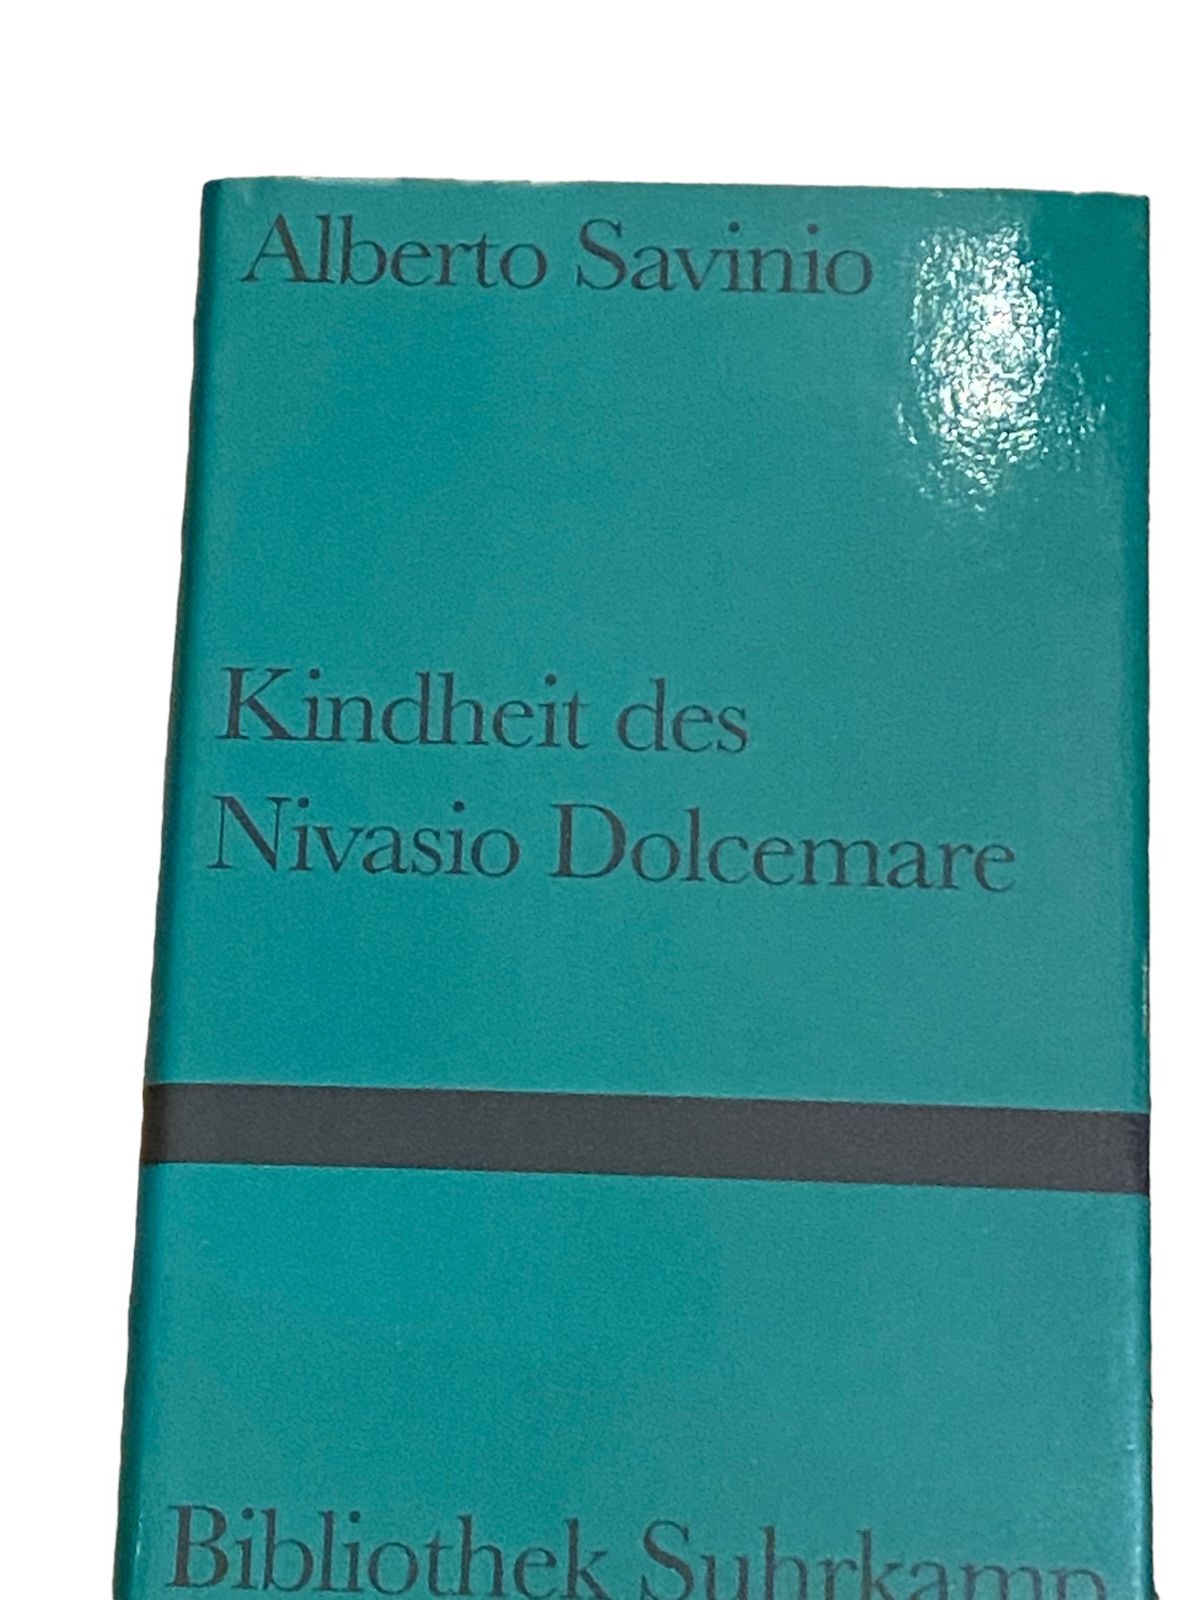 Alberto Savinio
Kindheit des
Nivasio Dolcemare
Bibliothek Suhrkamp